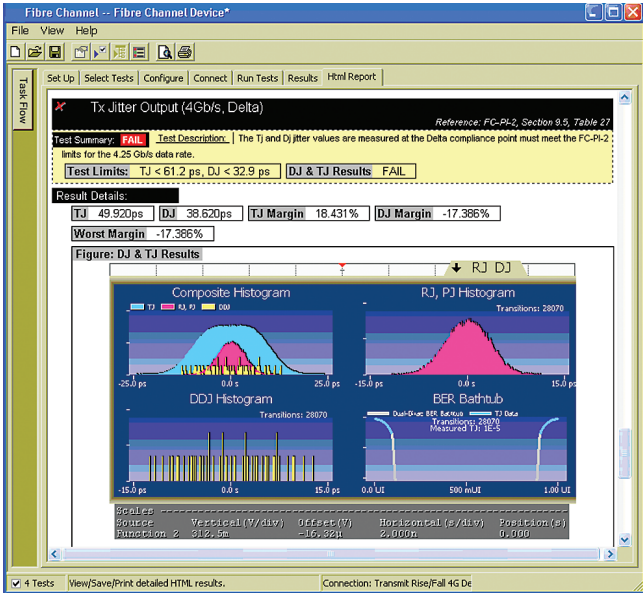 Fibre Channel -- Fibre Channel Device*
File View Help
Task Flow
Set Up Select Tests Configure Connect Run Tests Results Html Report
Tx Jitter Output (4Gb/s, Delta)
Reference: FC-PI-2, Section 9.5, Table 27
Test Summary: FAIL Test Description: The Tj and Dj jitter values are measured at the Delta compliance point must meet the FC-PI-2
limits for the 4.25 Gb/s data rate.
Test Limits: TJ < 61.2 ps, DJ < 32.9 ps DJ & TJ Results FAIL
Result Details:
TJ 49.920ps DJ 38.620ps TJ Margin 18.431% DJ Margin -17.386%
Worst Margin -17.386%
Figure: DJ & TJ Results
RJ DJ
Composite Histogram
TJ RJ, PJ DDJ
-25.0 ps 0.0 s 25.0 ps
RJ, PJ Histogram
Transitions: 28070
-15.0 ps 0.0 s 15.0 ps
DDJ Histogram
Transitions: 28070
-15.0 ps 0.0 s 15.0 ps
BER Bathtub
Dual-Dirac BER Bathtub TJ Data
Transitions: 28070
Measured TJ: 1E-5
0.0 UI 500 mUI 1.00 UI
Scales
Source Vertical(V/div) Offset(V) Horizontal(s/div) Position(s)
Function 2 312.5m -16.32µ 2.000n 0.000
4 Tests View/Save/Print detailed HTML results. Connection: Transmit Rise/Fall 4G De